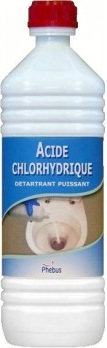 ACIDE
CHLORHYDRIQUE
DETARTRANT PUISSANT
Phebus